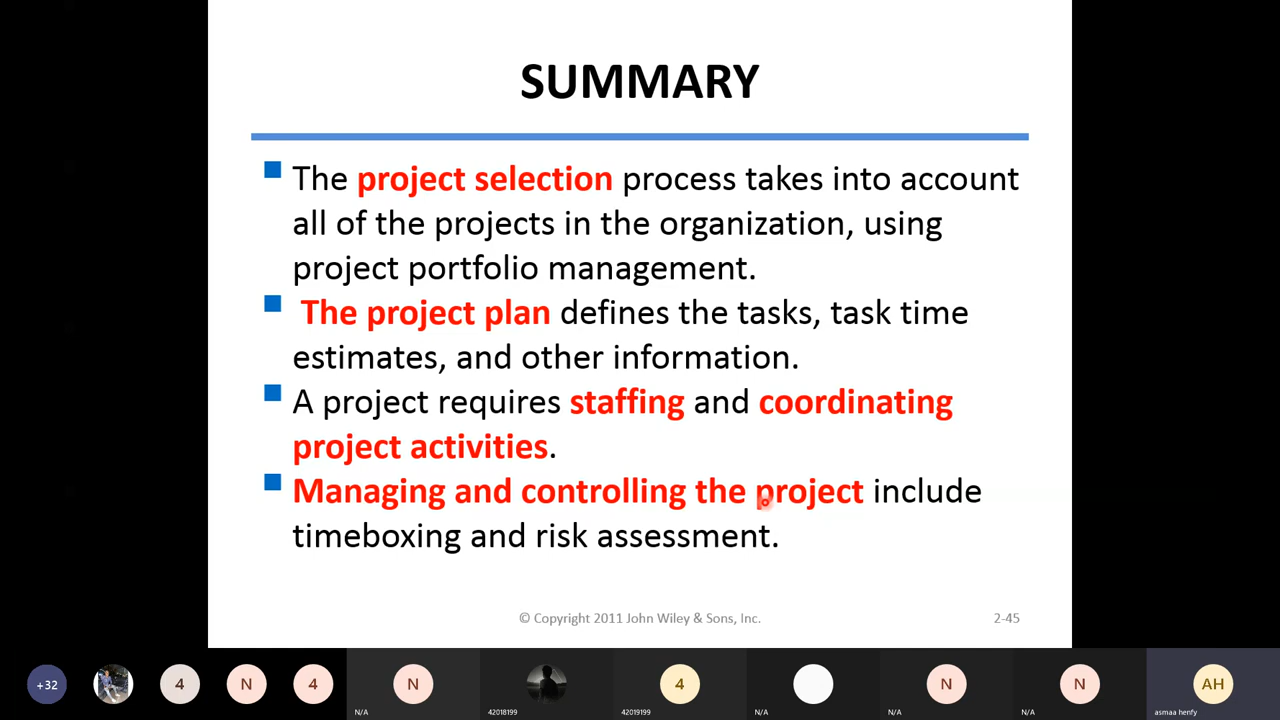 SUMMARY
The project selection process takes into account
all of the projects in the organization, using
project portfolio management.
The project plan defines the tasks, task time
estimates, and other information.
A project requires staffing and coordinating
project activities.
Managing and controlling the project include
timeboxing and risk assessment.
© Copyright 2011 John Wiley & Sons, Inc. 2-45
+32 4 N 4 N 4 N N AH
N/A 42018199 42019199 N/A N/A N/A asmaa henfy